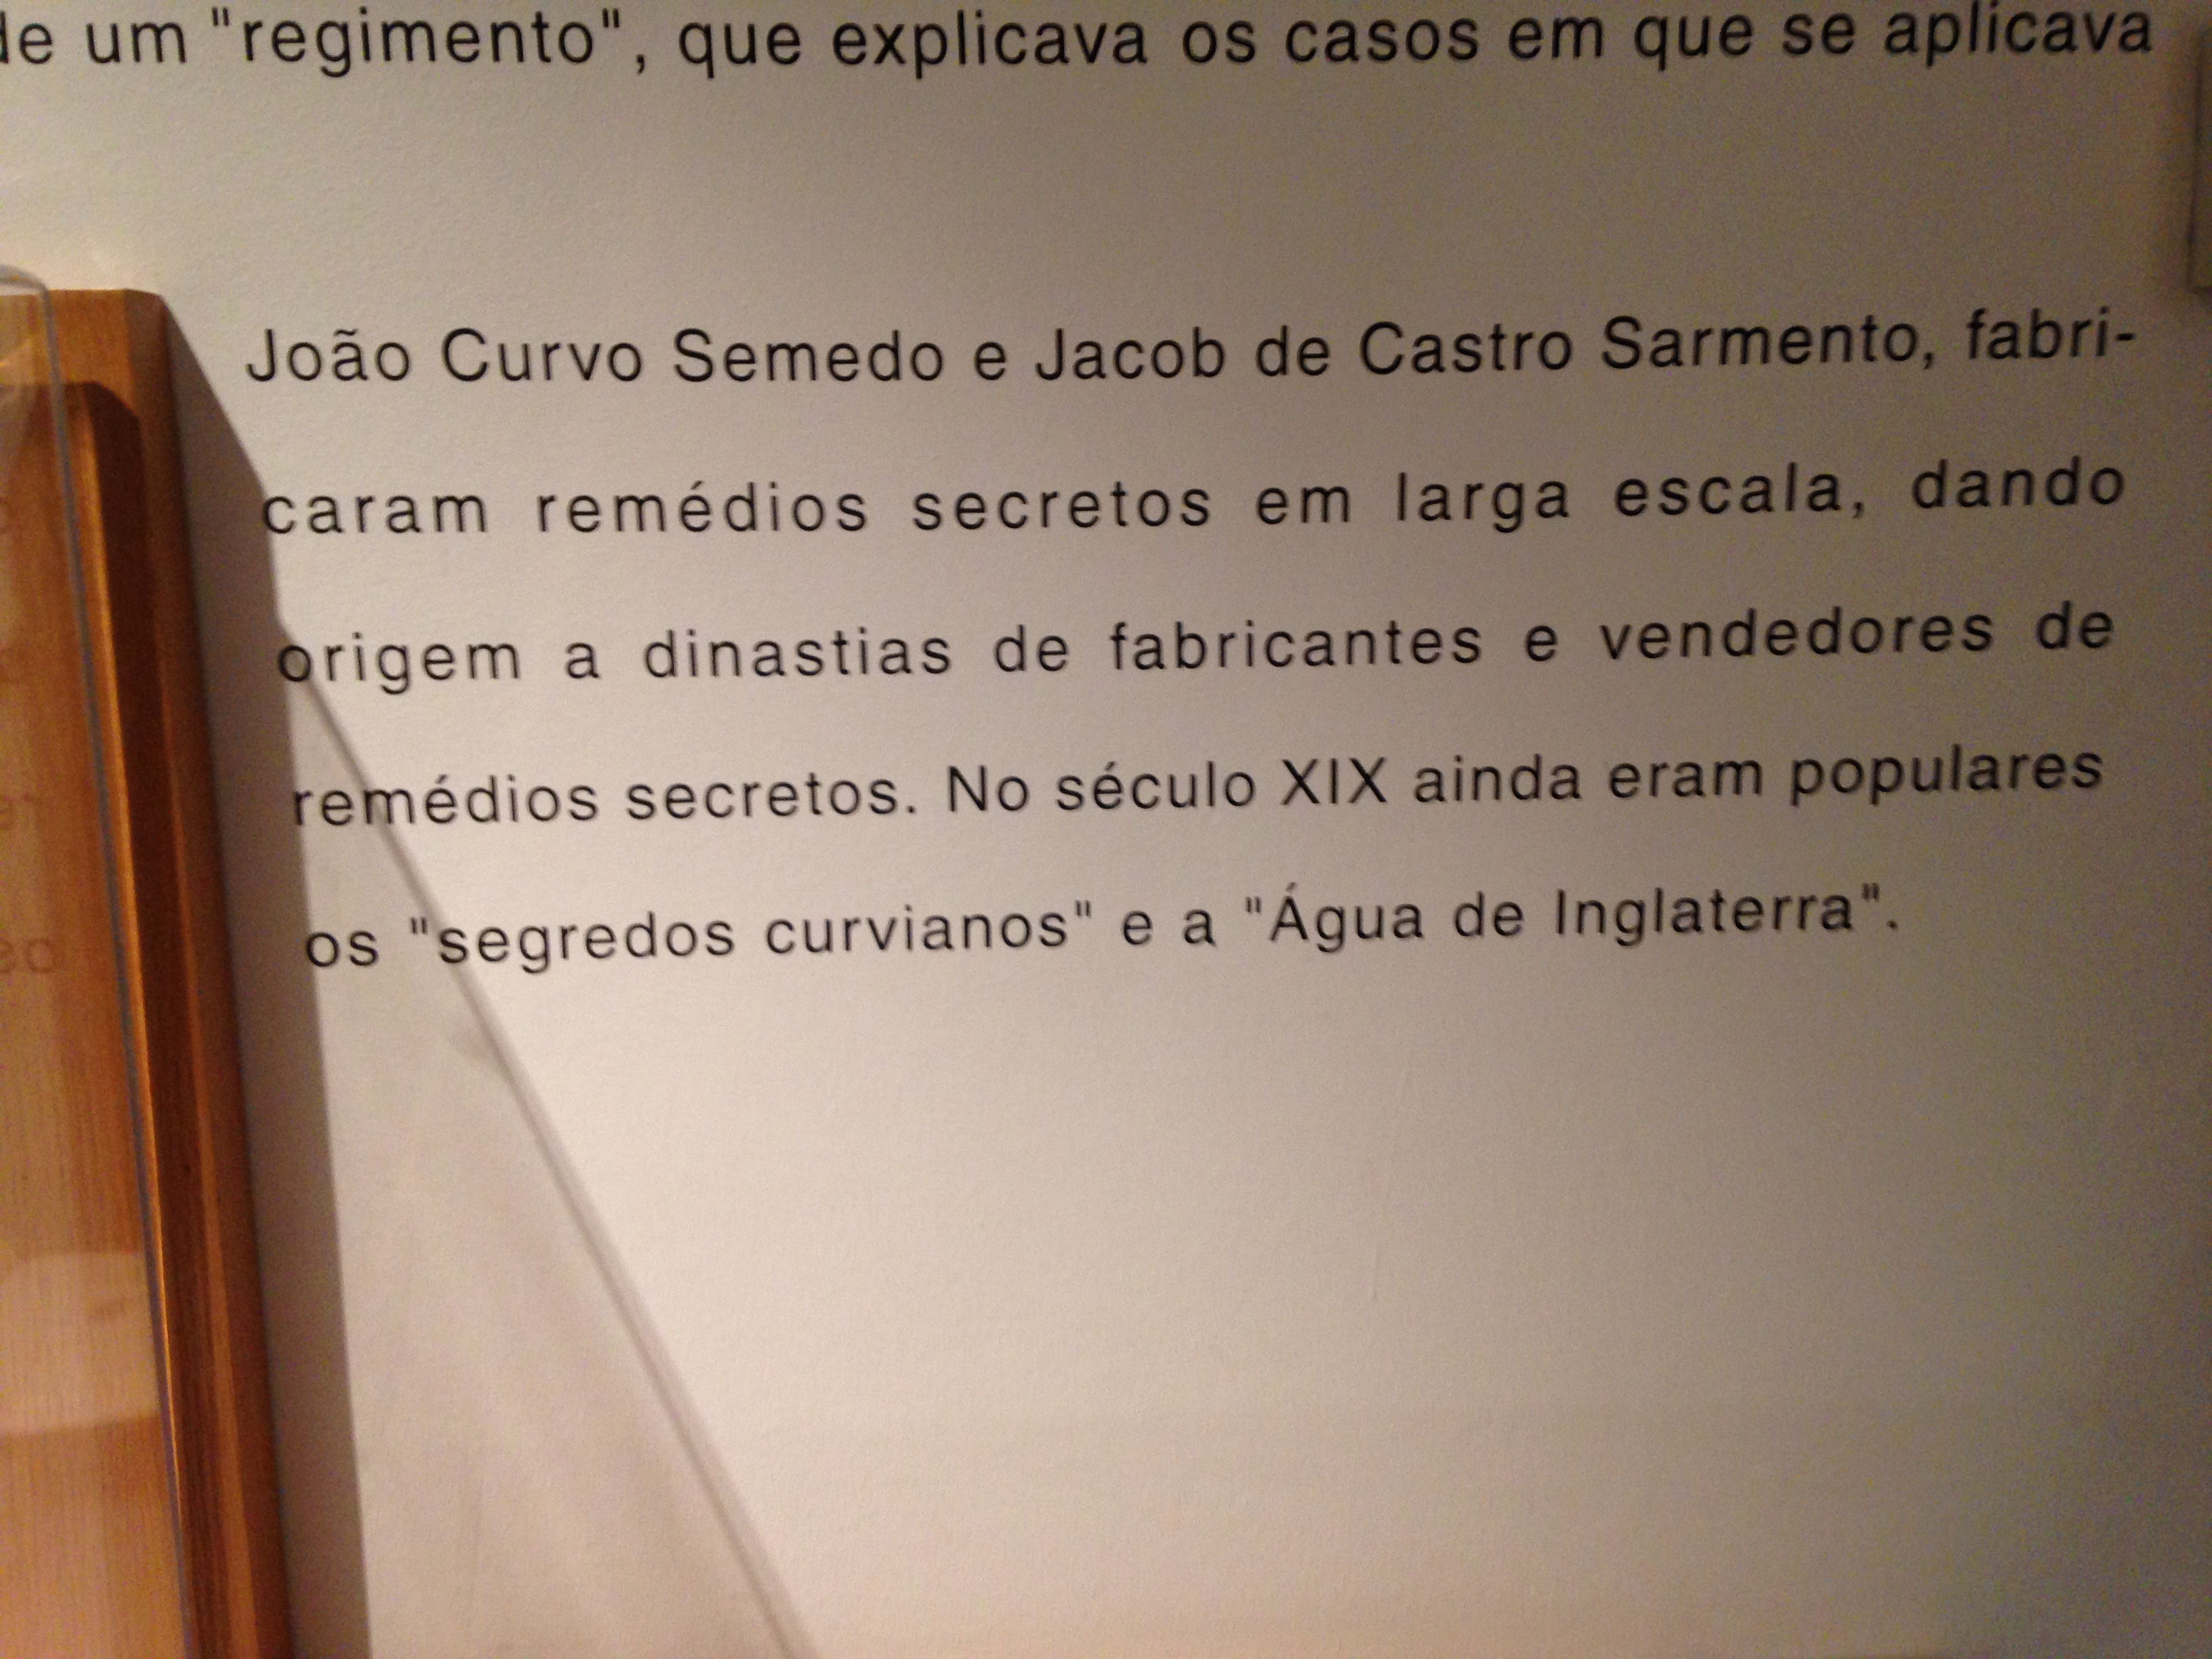 de um "regimento", que explicava os casos em que se aplicava
João Curvo Semedo e Jacob de Castro Sarmento, fabri-
caram remédios secretos em larga escala, dando
origem a dinastias de fabricantes e vendedores de
remédios secretos. No século XIX ainda eram populares
os "segredos curvianos" e a "Água de Inglaterra".